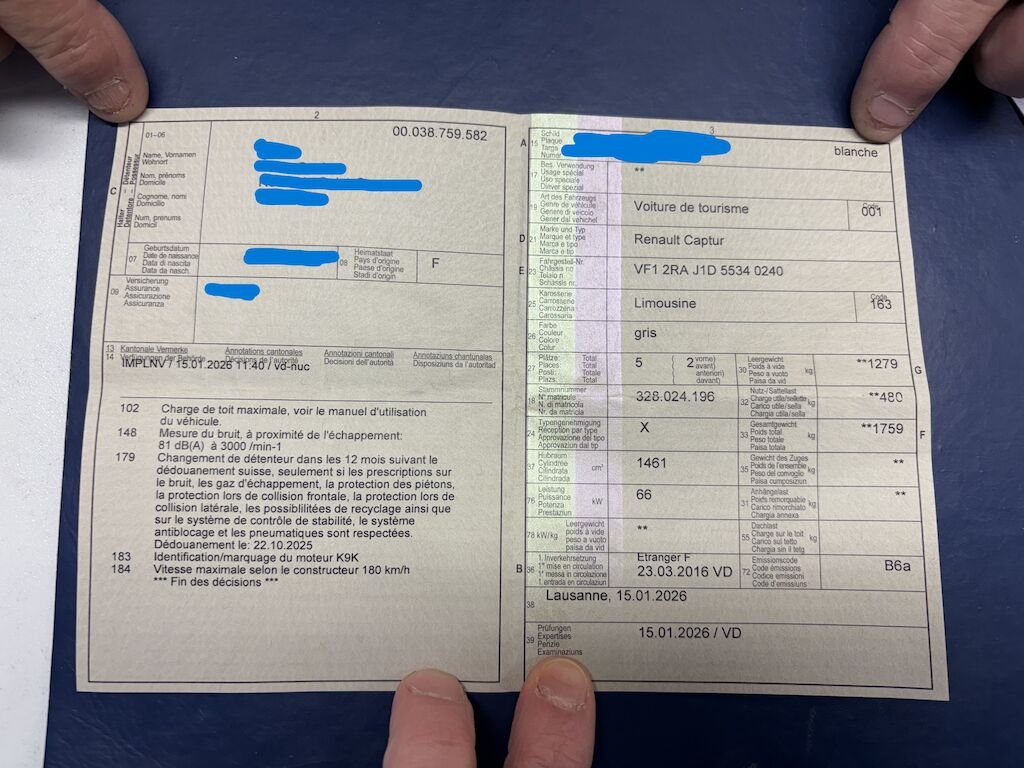 2
01–06
00.038.759.582
Name, Vornamen
Wohnort
Nom, prénoms
Domicile
Cognome, nomi
Domicilio
Num, prenums
Domicil
C
Halter
Détenteur
Detentore
Possessur
07
Geburtsdatum
Date de naissance
Data di nascita
Data da nasch.
08
Heimatstaat
Pays d'origine
Paese d'origine
Stadi d'origin
F
09
Versicherung
Assurance
Assicurazione
Assicuranza
13 Kantonale Vermerke Annotations cantonales Annotazioni cantonali Annotaziuns chantunalas
14 Verfügungen der Behörde Décisions de l'autorité Decisioni dell'autorità Disposiziuns da l'autoritad
IMPLNV7 15.01.2026 11:40 / Vd-nuc
102 Charge de toit maximale, voir le manuel d'utilisation
du véhicule.
148 Mesure du bruit, à proximité de l'échappement:
81 dB(A) à 3000 /min-1
179 Changement de détenteur dans les 12 mois suivant le
dédouanement suisse, seulement si les prescriptions sur
le bruit, les gaz d'échappement, la protection des piétons,
la protection lors de collision frontale, la protection lors de
collision latérale, les possiblilitées de recyclage ainsi que
sur le système de contrôle de stabilité, le système
antiblocage et les pneumatiques sont respectées.
Dédouanement le: 22.10.2025
183 Identification/marquage du moteur K9K
184 Vitesse maximale selon le constructeur 180 km/h
*** Fin des décisions ***
3
A 15
Schild
Plaque
Targa
Numer
blanche
17
Bes. Verwendung
Usage spécial
Uso speciale
Diever spezial
**
19
Art des Fahrzeugs
Genre de véhicule
Genere di veicolo
Gener dal vehichel
Voiture de tourisme
Code
001
D 21
Marke und Typ
Marque et type
Marca e tipo
Marca e tip
Renault Captur
E 23
Fahrgestell-Nr.
Châssis no
Telaio n.
Schassis nr.
VF1 2RA J1D 5534 0240
25
Karosserie
Carrosserie
Carrozzeria
Carossaria
Limousine
Code
163
26
Farbe
Couleur
Colore
Colur
gris
27
Plätze: Total
Places: Total
Posti: Totale
Plazs: Total
5
( 2 vorne)
avant)
anteriori)
davant)
30
Leergewicht
Poids à vide
Peso a vuoto
Paisa da vid
kg
**1279
G
18
Stammnummer
N° matricule
N. di matricola
Nr. da matricla
328.024.196
32
Nutz-/Sattellast
Charge utile/sellette
Carico utile/sella
Chargia utila/sella
kg
**480
24
Typengenehmigung
Réception par type
Approvazione del tipo
Approvaziun dal tip
X
33
Gesamtgewicht
Poids total
Peso totale
Paisa totala
kg
**1759
F
37
Hubraum
Cylindrée
Cilindrata
Cilindrada
cm³
1461
35
Gewicht des Zuges
Poids de l'ensemble
Peso del convoglio
Paisa cumposiziun
kg
**
76
Leistung
Puissance
Potenza
Prestaziun
kW
66
31
Anhängelast
Poids remorquable
Carico rimorchiato
Chargia annexa
kg
**
78 kW/kg
Leergewicht
poids à vide
peso a vuoto
paisa da vid
**
55
Dachlast
Charge sur le toit
Carico sul tetto
Chargia sin il tetg
kg
B 36
1. Inverkehrsetzung
1re mise en circulation
1a messa in circolazione
1. entrada en circulaziun
Etranger F
23.03.2016 VD
72
Emissionscode
Code émissions
Codice emissioni
Code d'emissiuns
B6a
38
Lausanne, 15.01.2026
39
Prüfungen
Expertises
Perizie
Examinaziuns
15.01.2026 / VD